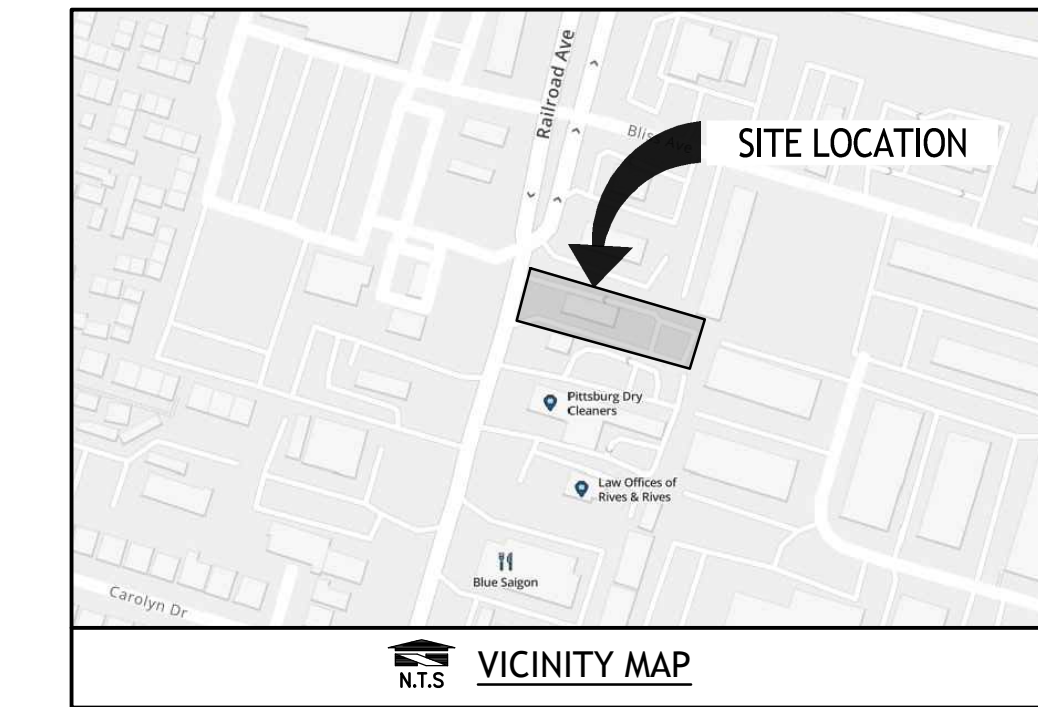 Railroad Ave
Bliss Ave
SITE LOCATION
Pittsburg Dry
Cleaners
Law Offices of
Rives & Rives
Blue Saigon
Carolyn Dr
N.T.S
VICINITY MAP